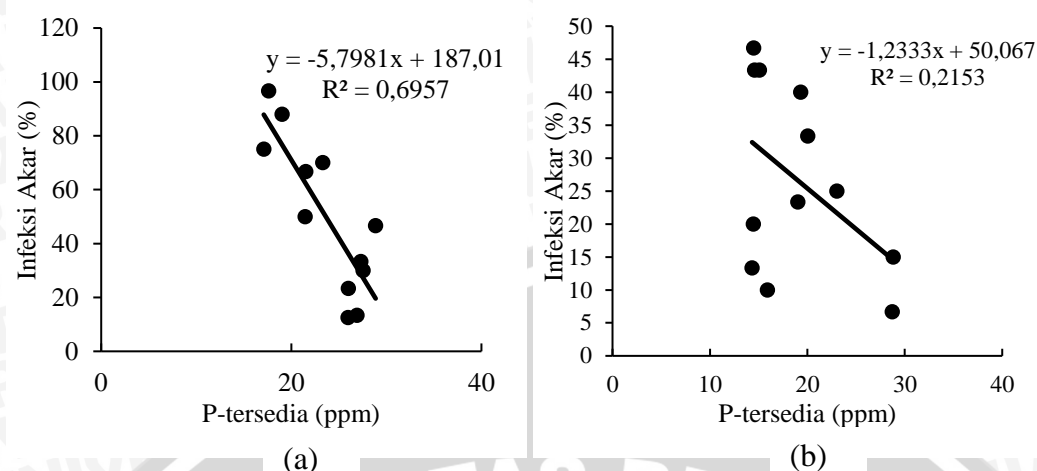 120
100
80
60
40
20
0
Infeksi Akar (%)
y = -5,7981x + 187,01
R² = 0,6957
0
20
40
P-tersedia (ppm)
(a)
50
45
40
35
30
25
20
15
10
5
0
Infeksi Akar (%)
y = -1,2333x + 50,067
R² = 0,2153
0
10
20
30
40
P-tersedia (ppm)
(b)